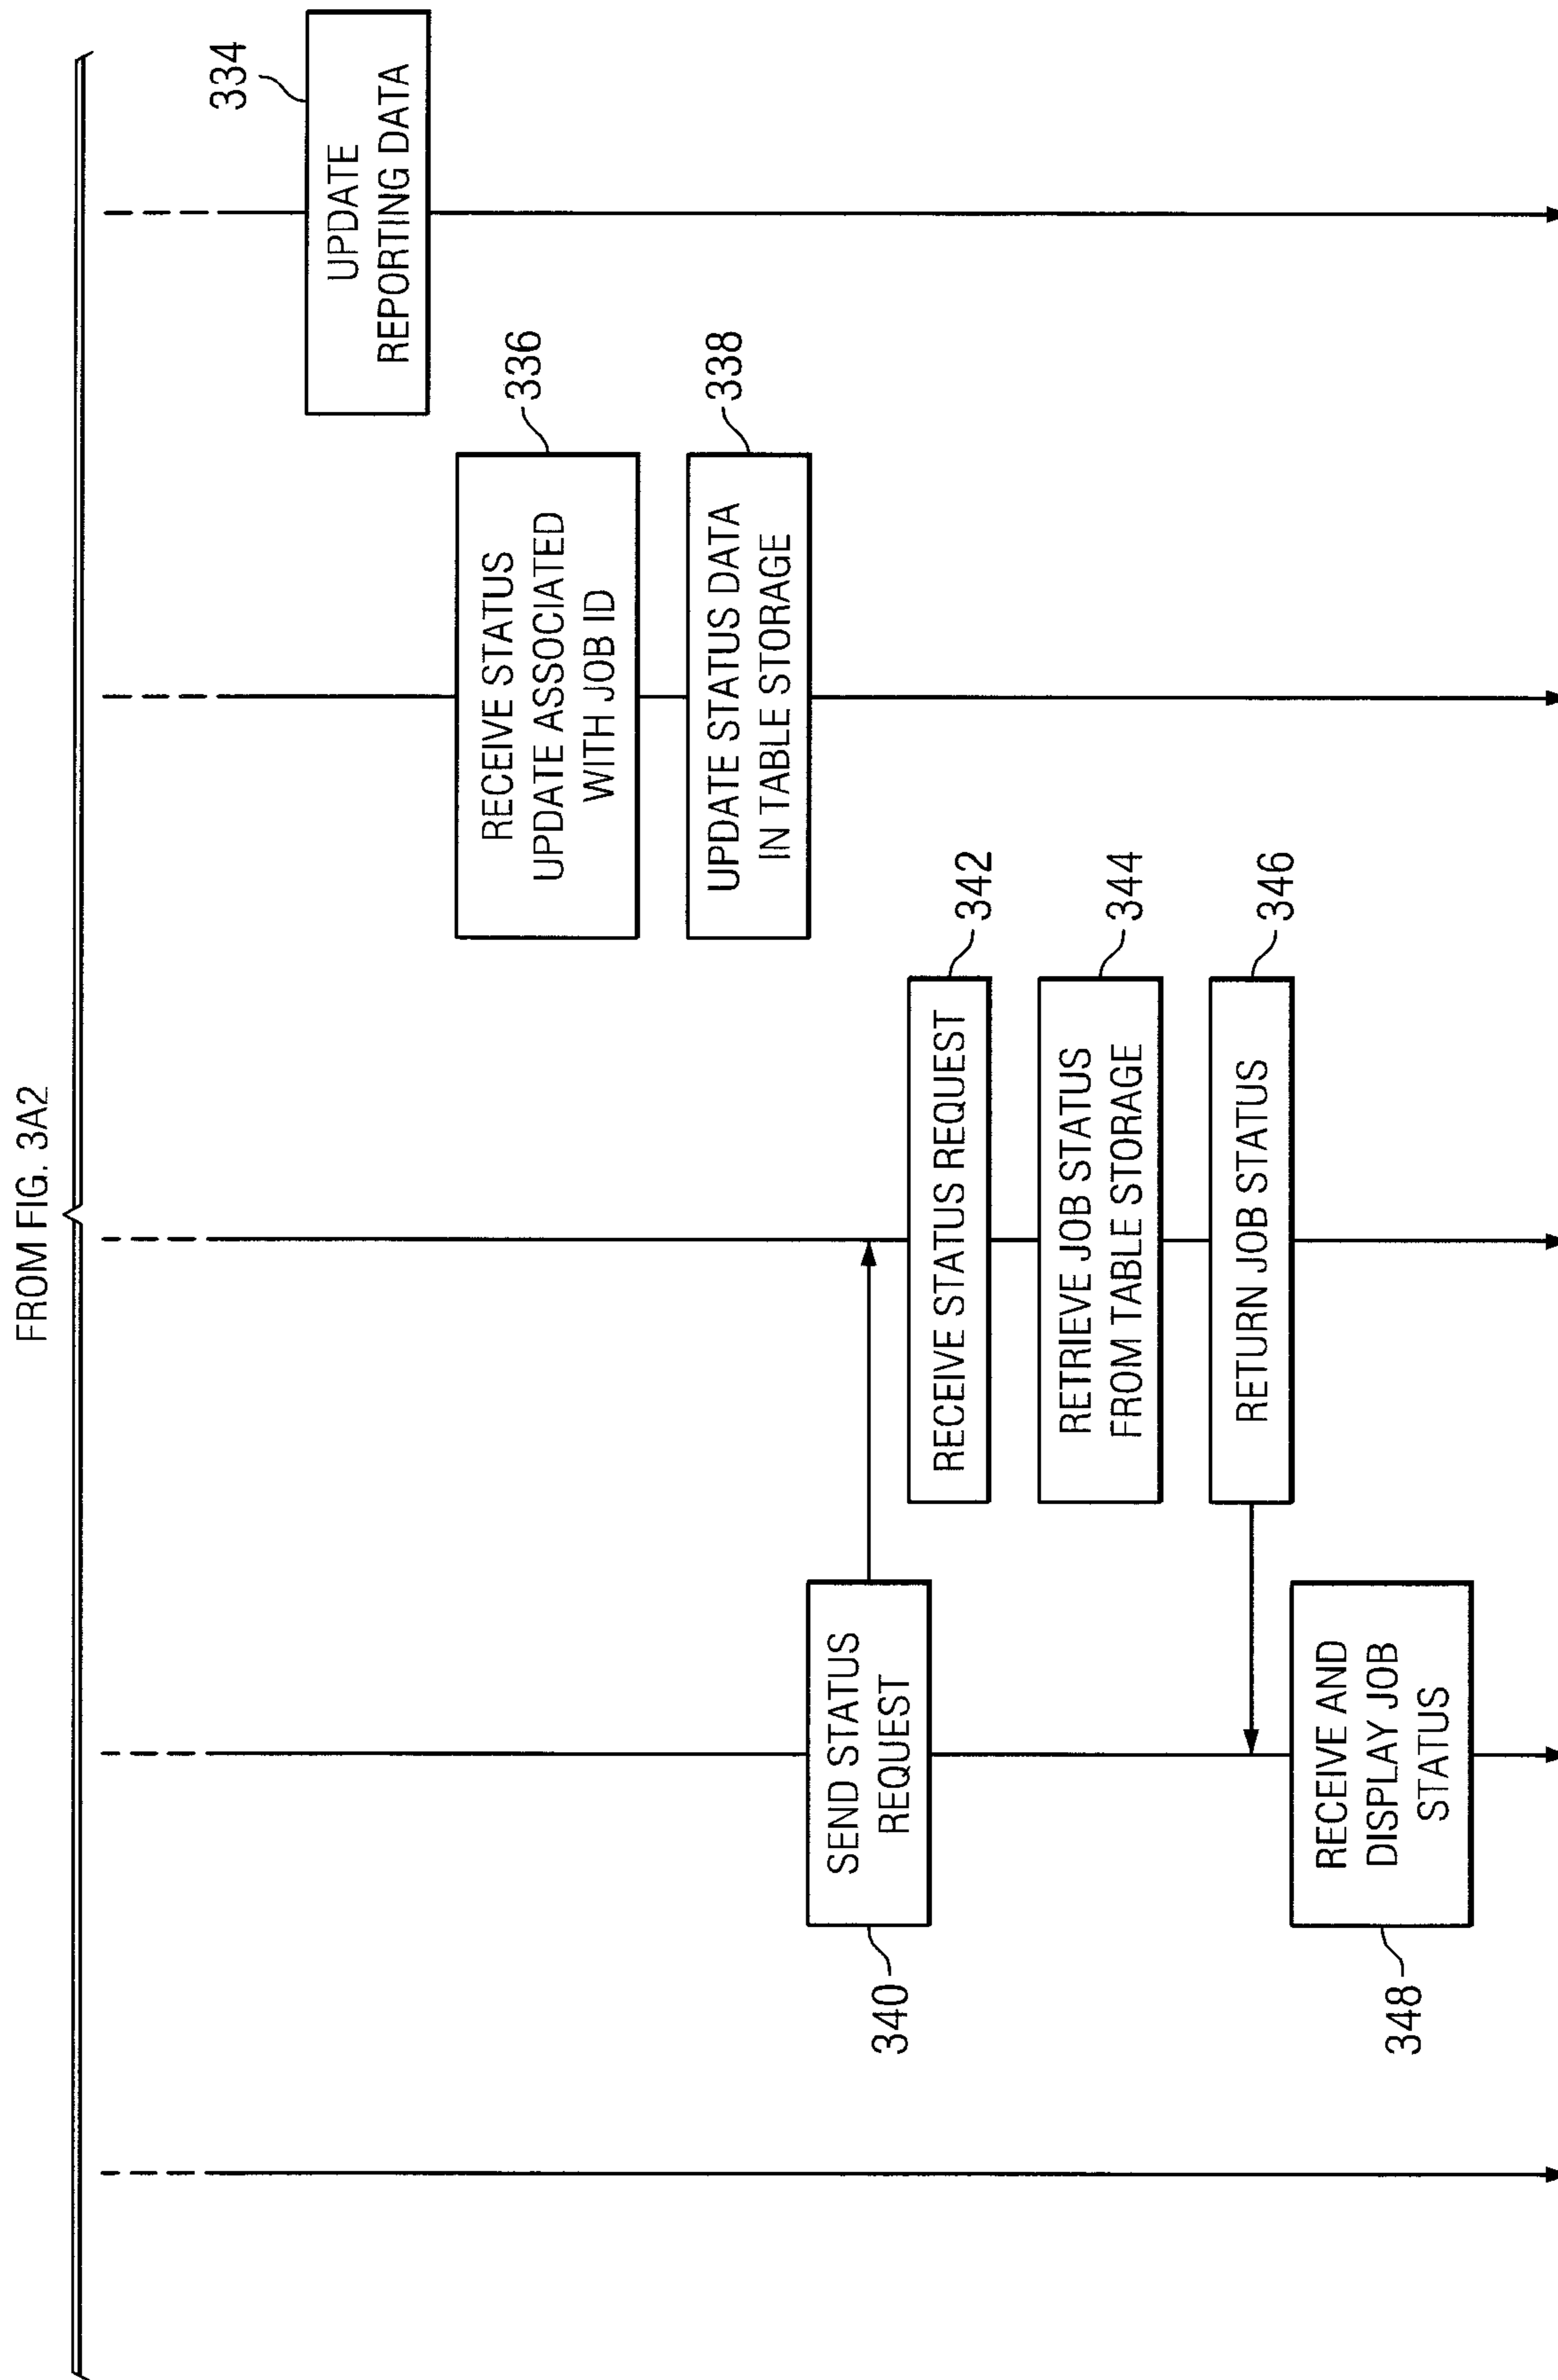 FROM FIG. 3A2
334
UPDATE
REPORTING DATA
336
RECEIVE STATUS
UPDATE ASSOCIATED
WITH JOB ID
338
UPDATE STATUS DATA
IN TABLE STORAGE
340
SEND STATUS
REQUEST
342
RECEIVE STATUS REQUEST
344
RETRIEVE JOB STATUS
FROM TABLE STORAGE
346
RETURN JOB STATUS
348
RECEIVE AND
DISPLAY JOB
STATUS